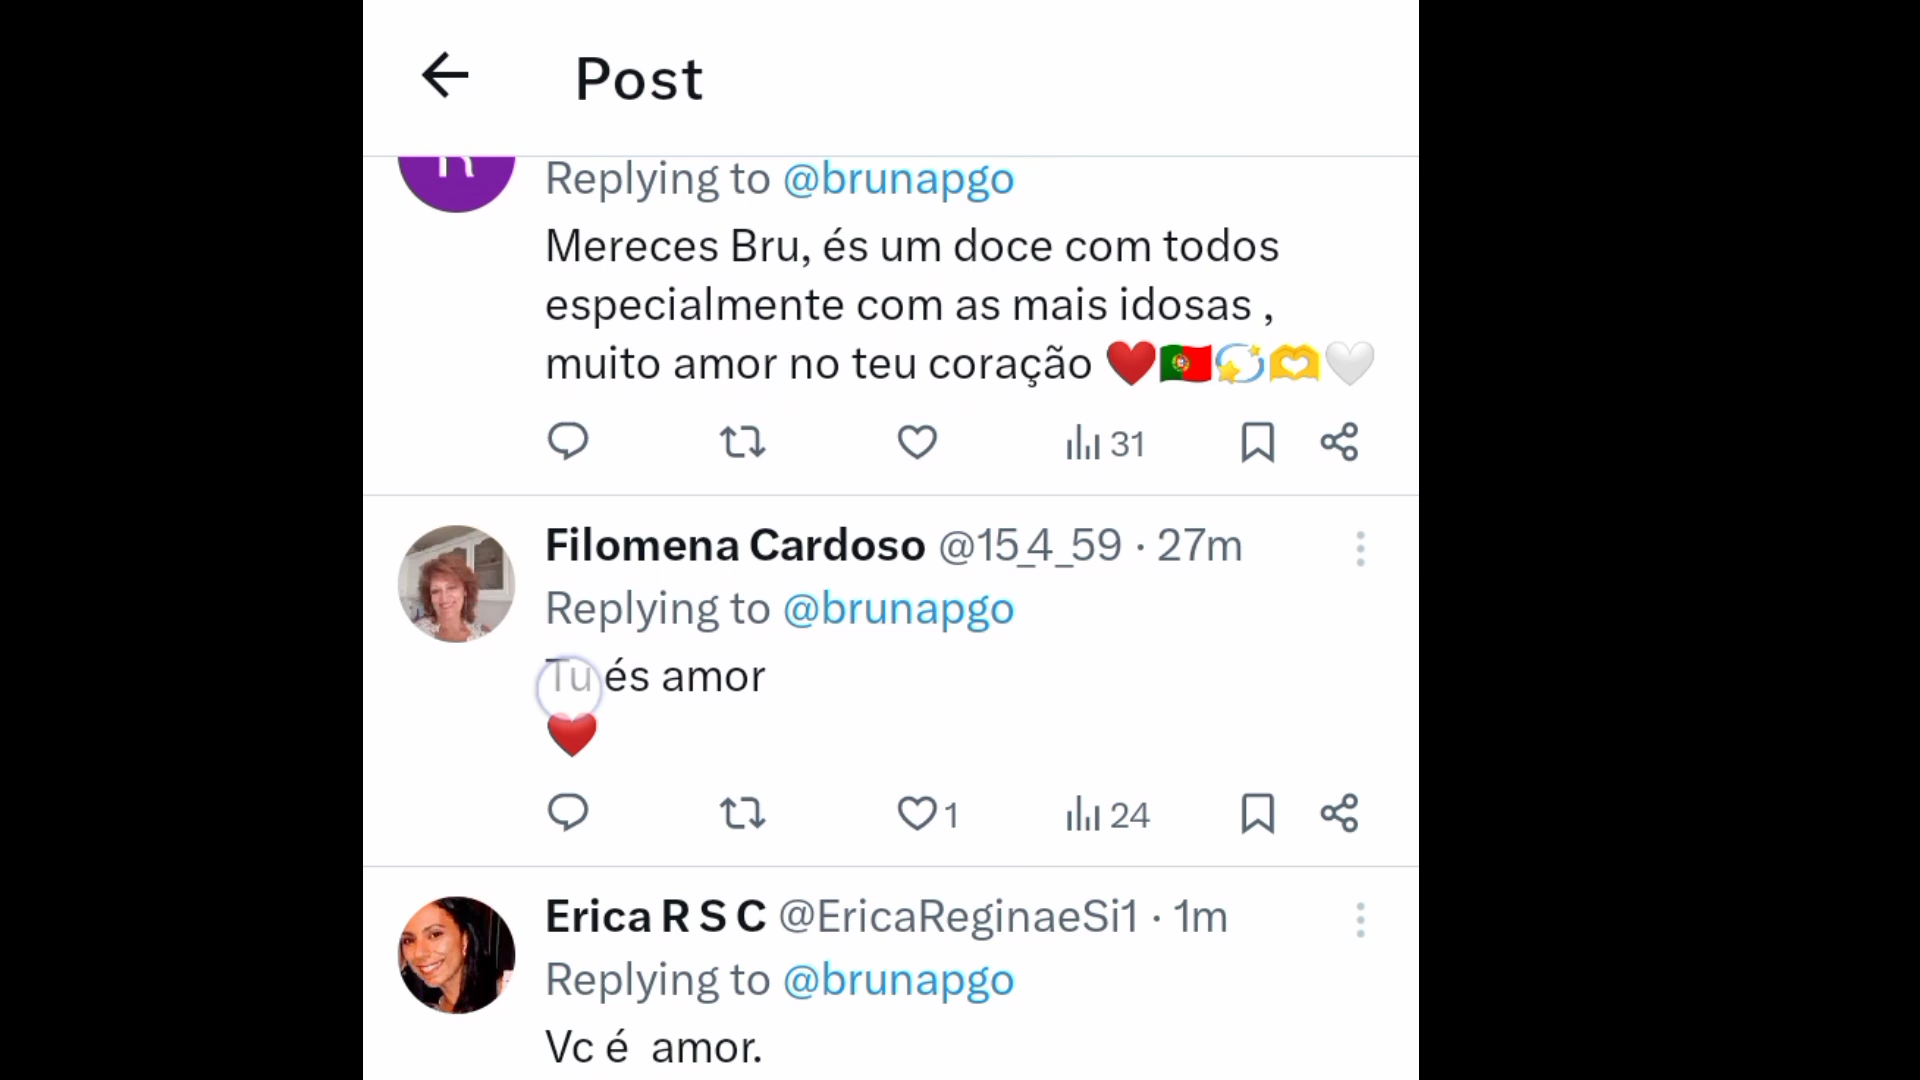 Post
Replying to @brunapgo
Mereces Bru, és um doce com todos
especialmente com as mais idosas ,
muito amor no teu coração ❤️🇵🇹💫🫶🤍
31
Filomena Cardoso @15_4_59 · 27m
Replying to @brunapgo
Tu és amor
❤️
1 24
Erica R S C @EricaReginaeSi1 · 1m
Replying to @brunapgo
Vc é  amor.